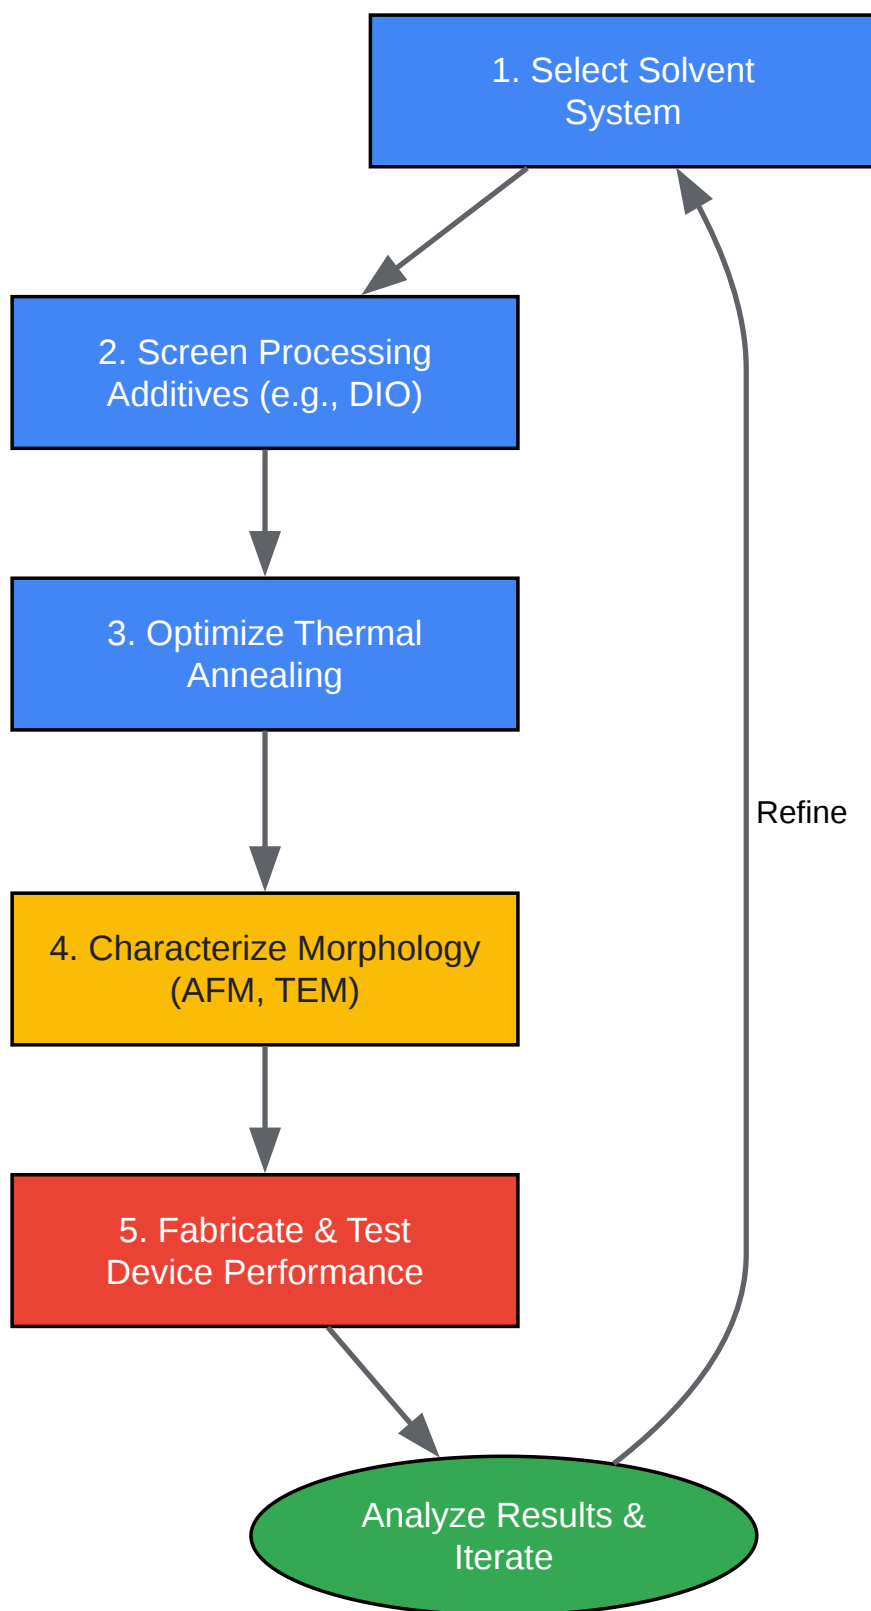 1. Select Solvent
System
2. Screen Processing
Additives (e.g., DIO)
3. Optimize Thermal
Annealing
Refine
4. Characterize Morphology
(AFM, TEM)
5. Fabricate & Test
Device Performance
Analyze Results &
Iterate